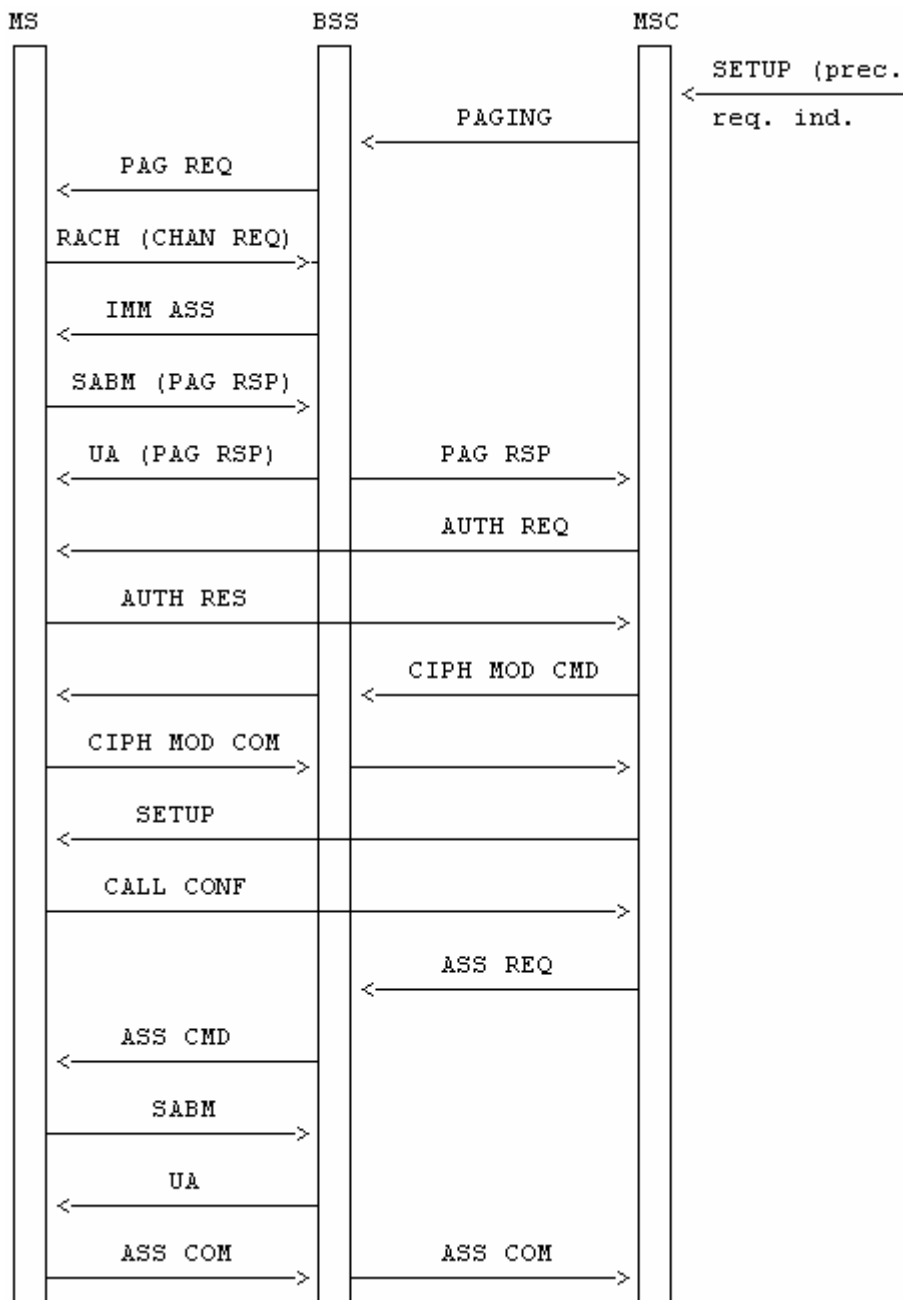 MS BSS MSC
SETUP (prec.
PAGING
req. ind.
PAG REQ
RACH (CHAN REQ)
IMM ASS
SABM (PAG RSP)
UA (PAG RSP) PAG RSP
AUTH REQ
AUTH RES
CIPH MOD CMD
CIPH MOD COM
SETUP
CALL CONF
ASS REQ
ASS CMD
SABM
UA
ASS COM ASS COM